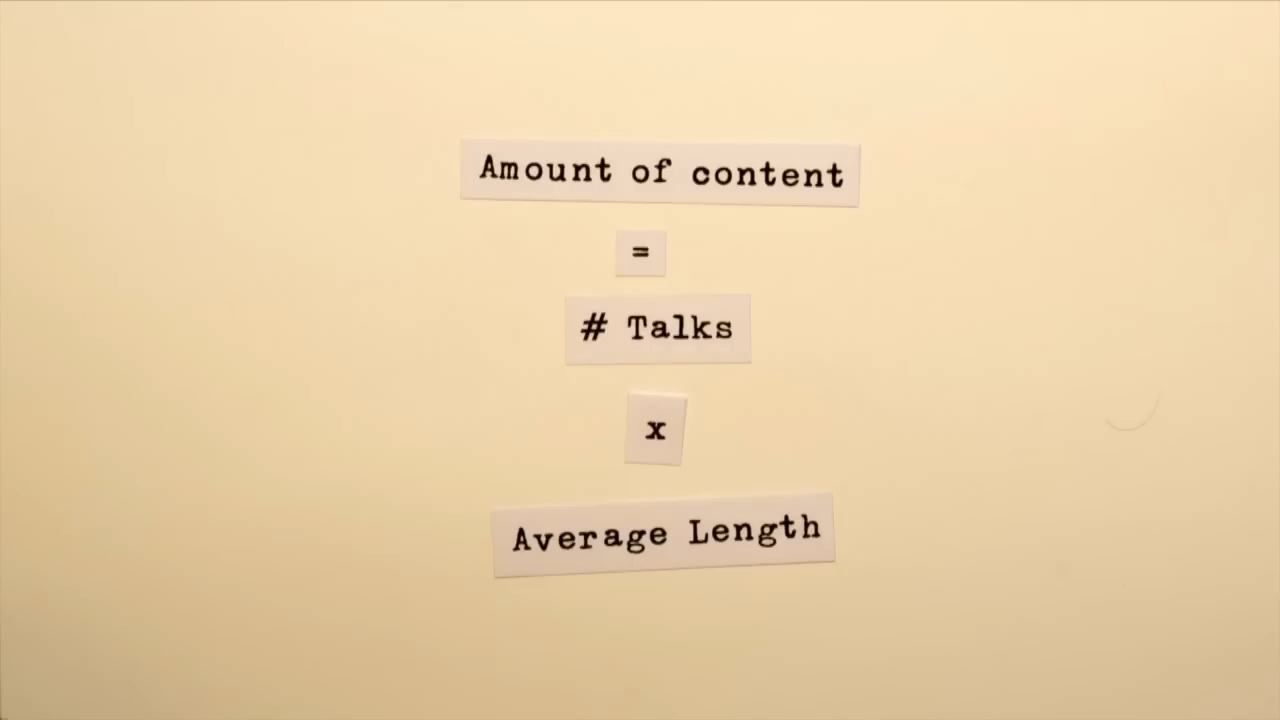 Amount of content
=
# Talks
x
Average Length